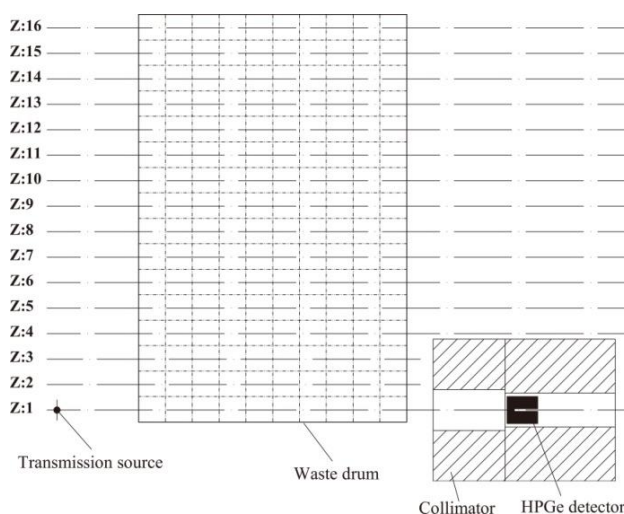 Z:16
Z:15
Z:14
Z:13
Z:12
Z:11
Z:10
Z:9
Z:8
Z:7
Z:6
Z:5
Z:4
Z:3
Z:2
Z:1
Transmission source
Waste drum
Collimator
HPGe detector